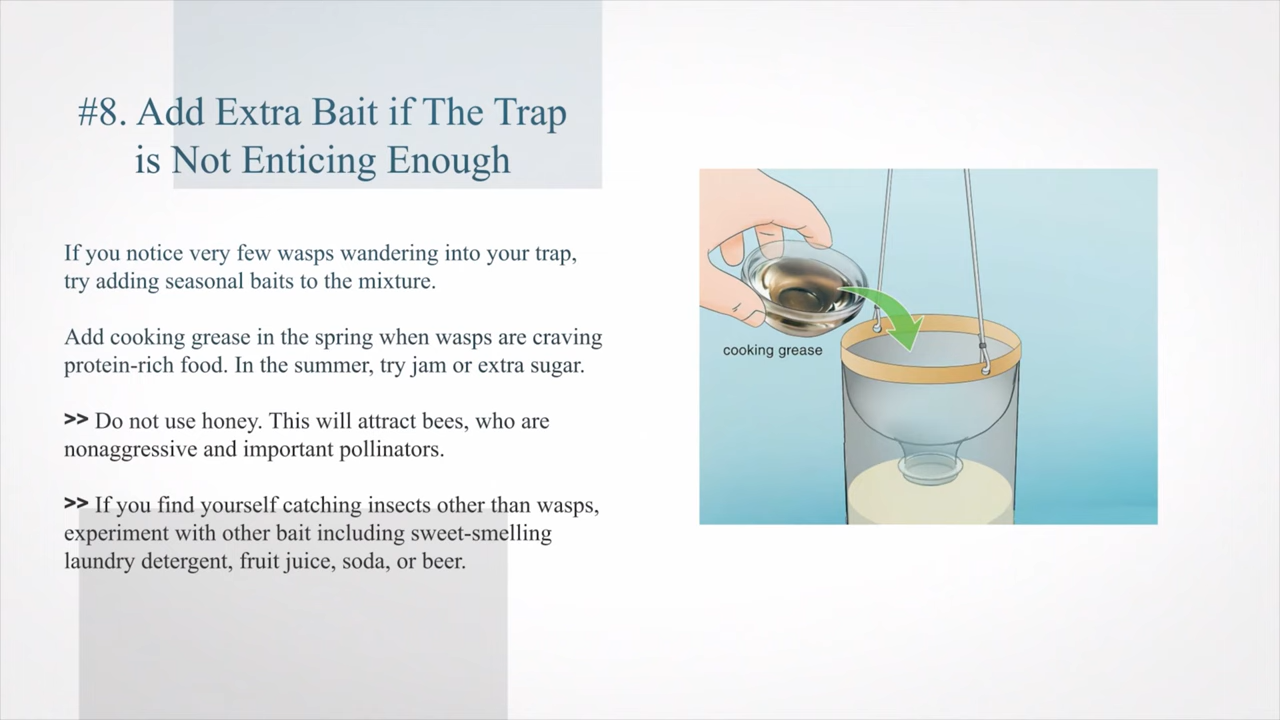 #8. Add Extra Bait if The Trap
is Not Enticing Enough
If you notice very few wasps wandering into your trap,
try adding seasonal baits to the mixture.
Add cooking grease in the spring when wasps are craving
protein-rich food. In the summer, try jam or extra sugar.
>> Do not use honey. This will attract bees, who are
nonaggressive and important pollinators.
>> If you find yourself catching insects other than wasps,
experiment with other bait including sweet-smelling
laundry detergent, fruit juice, soda, or beer.
cooking grease